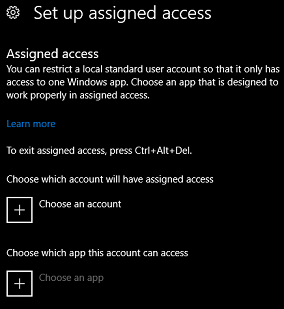 Set up assigned access
Assigned access
You can restrict a local standard user account so that it only has
access to one Windows app. Choose an app that is designed to
work properly in assigned access.
Learn more
To exit assigned access, press Ctrl+Alt+Del.
Choose which account will have assigned access
Choose an account
Choose which app this account can access
Choose an app